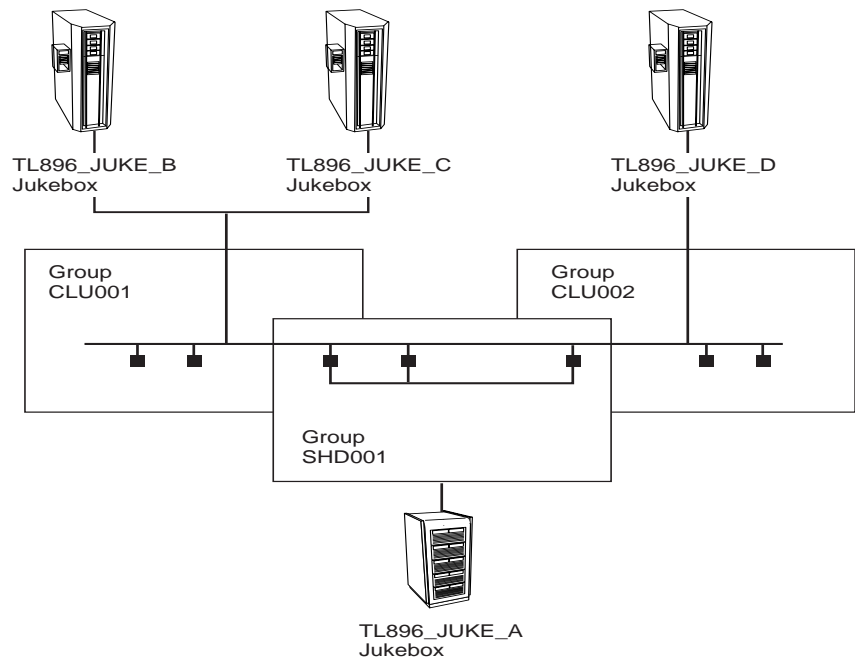 TL896_JUKE_B
Jukebox
TL896_JUKE_C
Jukebox
TL896_JUKE_D
Jukebox
Group
CLU001
Group
CLU002
Group
SHD001
TL896_JUKE_A
Jukebox